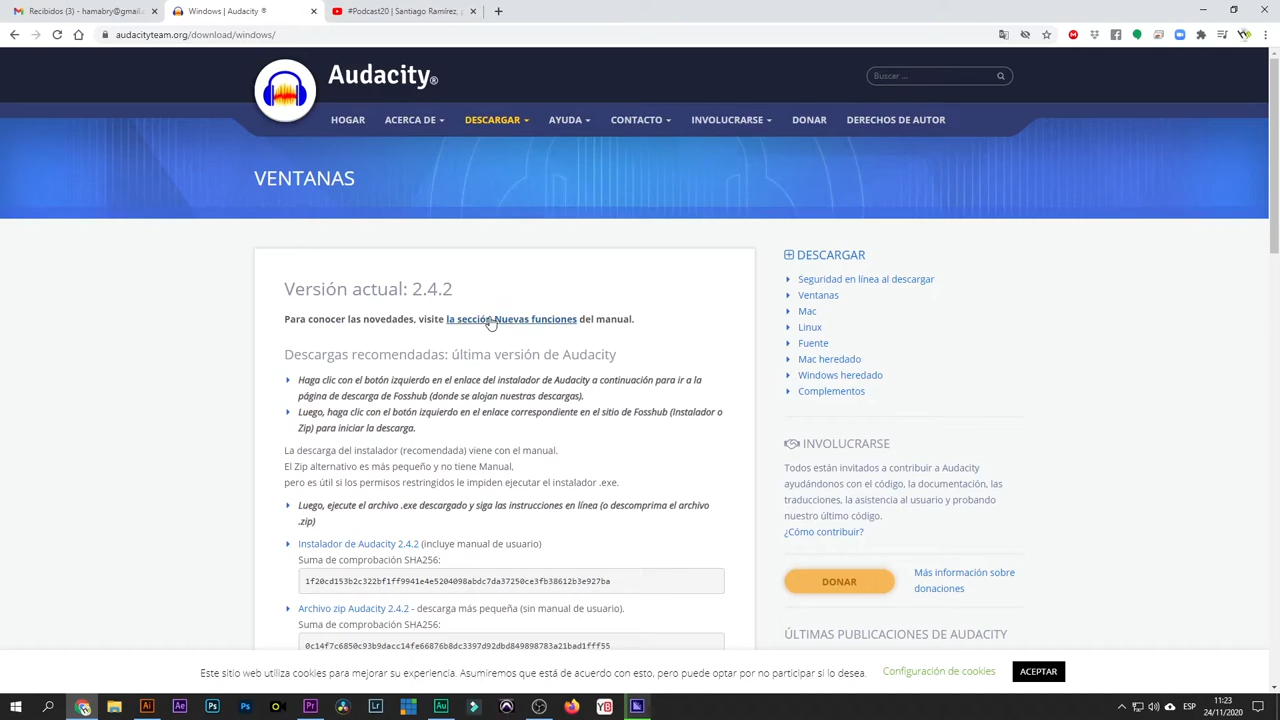 Recibidos (3) - hamabry@gmail.
Windows | Audacity ®
#Podcast20 | Santiago Ramírez, p
audacityteam.org/download/windows/
Audacity®
Buscar ...
HOGAR
ACERCA DE
DESCARGAR
AYUDA
CONTACTO
INVOLUCRARSE
DONAR
DERECHOS DE AUTOR
VENTANAS
Versión actual: 2.4.2
Para conocer las novedades, visite la sección Nuevas funciones del manual.
Descargas recomendadas: última versión de Audacity
Haga clic con el botón izquierdo en el enlace del instalador de Audacity a continuación para ir a la
página de descarga de Fosshub (donde se alojan nuestras descargas).
Luego, haga clic con el botón izquierdo en el enlace correspondiente en el sitio de Fosshub (Instalador o
Zip) para iniciar la descarga.
La descarga del instalador (recomendada) viene con el manual.
El Zip alternativo es más pequeño y no tiene Manual,
pero es útil si los permisos restringidos le impiden ejecutar el instalador .exe.
Luego, ejecute el archivo .exe descargado y siga las instrucciones en línea (o descomprima el archivo
.zip)
Instalador de Audacity 2.4.2 (incluye manual de usuario)
Suma de comprobación SHA256:
1f20cd153b2c322bf1ff9941e4e5204098abdc7da37250ce3fb38612b3e927ba
Archivo zip Audacity 2.4.2 - descarga más pequeña (sin manual de usuario).
Suma de comprobación SHA256:
0c14f7c6850c93b9dacc14fe66876b8dc3397d92dbd849898783a21bad1fff55
DESCARGAR
Seguridad en línea al descargar
Ventanas
Mac
Linux
Fuente
Mac heredado
Windows heredado
Complementos
INVOLUCRARSE
Todos están invitados a contribuir a Audacity
ayudándonos con el código, la documentación, las
traducciones, la asistencia al usuario y probando
nuestro último código.
¿Cómo contribuir?
DONAR
Más información sobre
donaciones
ÚLTIMAS PUBLICACIONES DE AUDACITY
Este sitio web utiliza cookies para mejorar su experiencia. Asumiremos que está de acuerdo con esto, pero puede optar por no participar si lo desea.
Configuración de cookies
ACEPTAR
Ai
Ae
Ps
Ps
Pr
Lr
Au
YB
ESP
11:23
24/11/2020